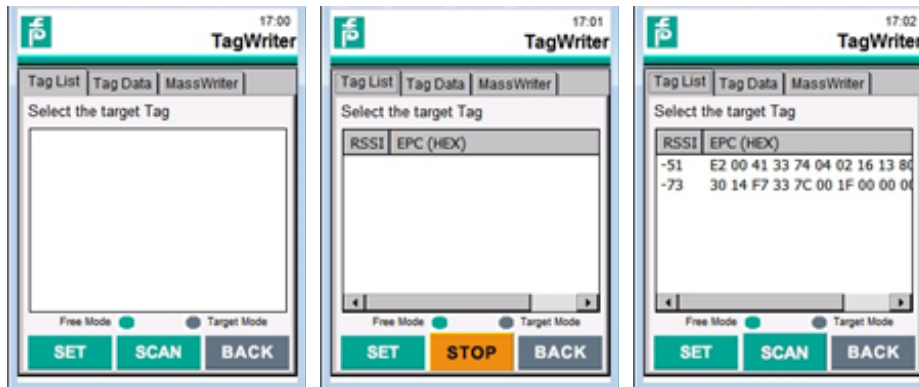 17:00
TagWriter
Tag List Tag Data MassWriter
Select the target Tag
Free Mode Target Mode
SET SCAN BACK
17:01
TagWriter
Tag List Tag Data MassWriter
Select the target Tag
RSSI EPC (HEX)
Free Mode Target Mode
SET STOP BACK
17:02
TagWriter
Tag List Tag Data MassWriter
Select the target Tag
RSSI EPC (HEX)
-51 E2 00 41 33 74 04 02 16 13 80
-73 30 14 F7 33 7C 00 1F 00 00 00
Free Mode Target Mode
SET SCAN BACK